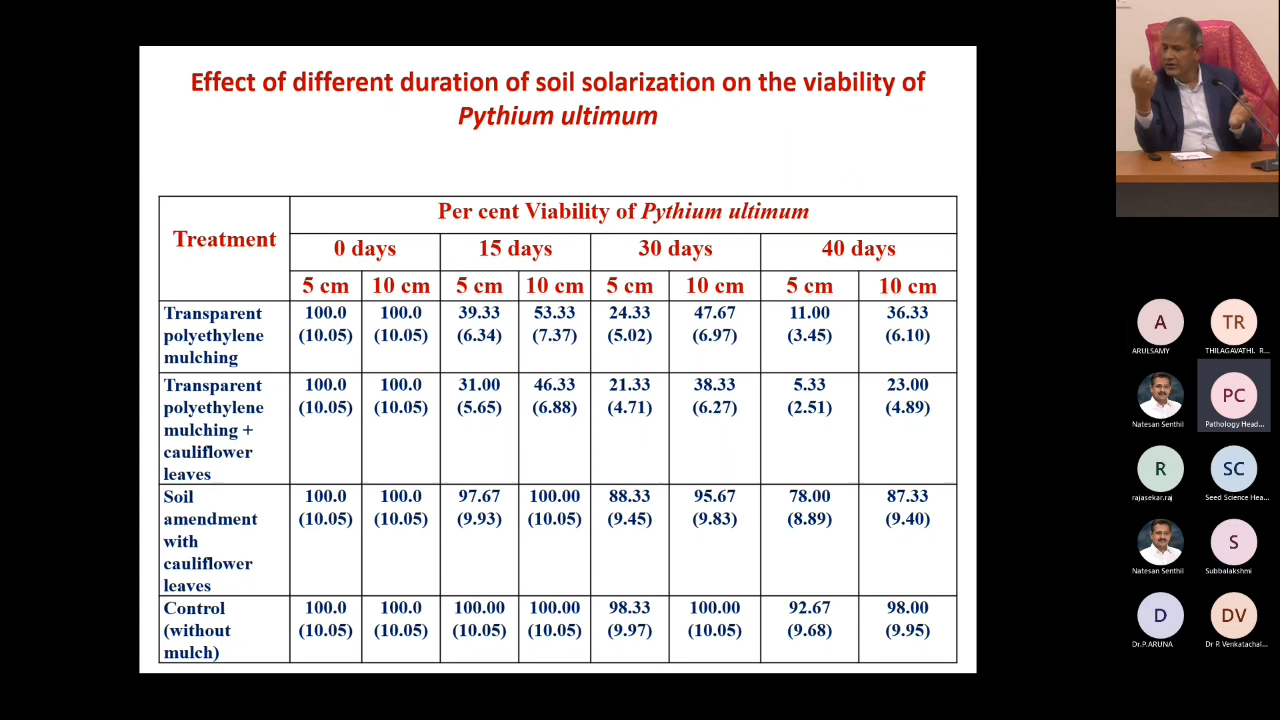 Effect of different duration of soil solarization on the viability of
Pythium ultimum
Treatment
Per cent Viability of Pythium ultimum
0 days 15 days 30 days 40 days
5 cm 10 cm 5 cm 10 cm 5 cm 10 cm 5 cm 10 cm
Transparent 100.0 100.0 39.33 53.33 24.33 47.67 11.00 36.33
polyethylene (10.05) (10.05) (6.34) (7.37) (5.02) (6.97) (3.45) (6.10)
mulching
Transparent 100.0 100.0 31.00 46.33 21.33 38.33 5.33 23.00
polyethylene (10.05) (10.05) (5.65) (6.88) (4.71) (6.27) (2.51) (4.89)
mulching +
cauliflower
leaves
Soil 100.0 100.0 97.67 100.00 88.33 95.67 78.00 87.33
amendment (10.05) (10.05) (9.93) (10.05) (9.45) (9.83) (8.89) (9.40)
with
cauliflower
leaves
Control 100.0 100.0 100.00 100.00 98.33 100.00 92.67 98.00
(without (10.05) (10.05) (10.05) (10.05) (9.97) (10.05) (9.68) (9.95)
mulch)
A TR
ARULSAMY THILAGAVATHI. R...
PC
Natesan Senthil Pathology Head...
R SC
rajasekar.raj Seed Science Hea...
S
Natesan Senthil Subbalakshmi
D DV
Dr.P.ARUNA Dr R Venkatachal...